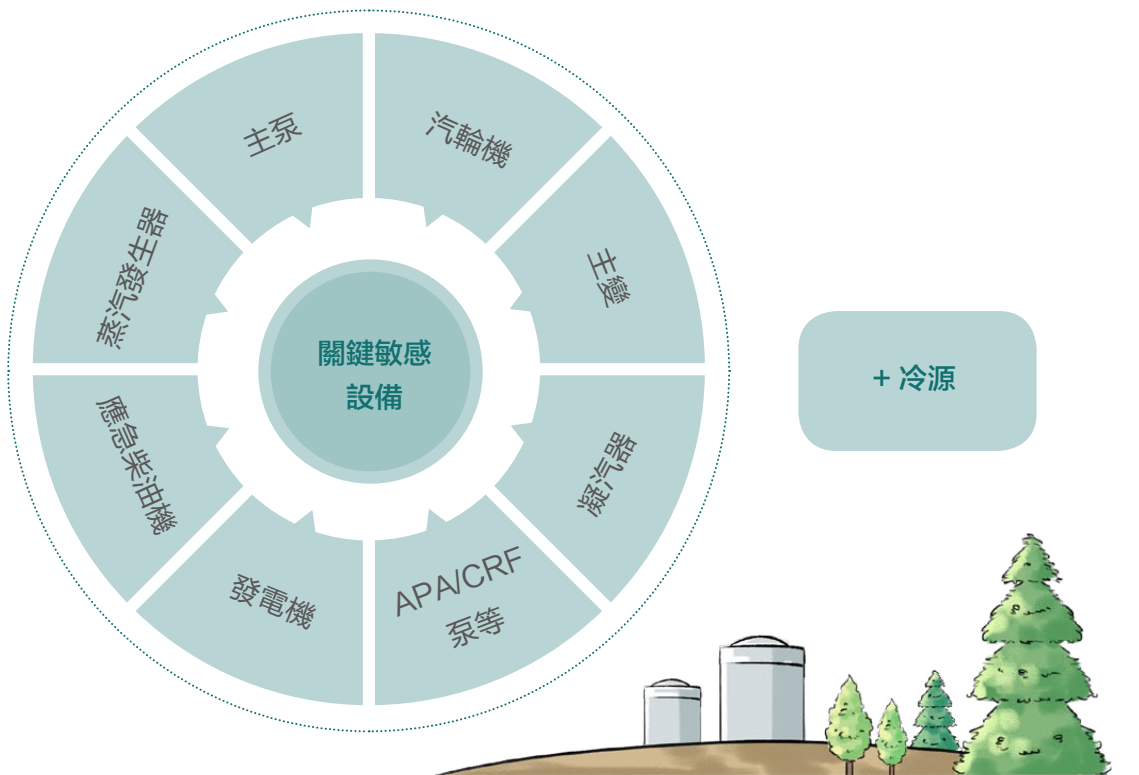 主泵
汽輪機
蒸汽發生器
主變
關鍵敏感
設備
+ 冷源
應急柴油機
凝汽器
發電機
APA/CRF
泵等